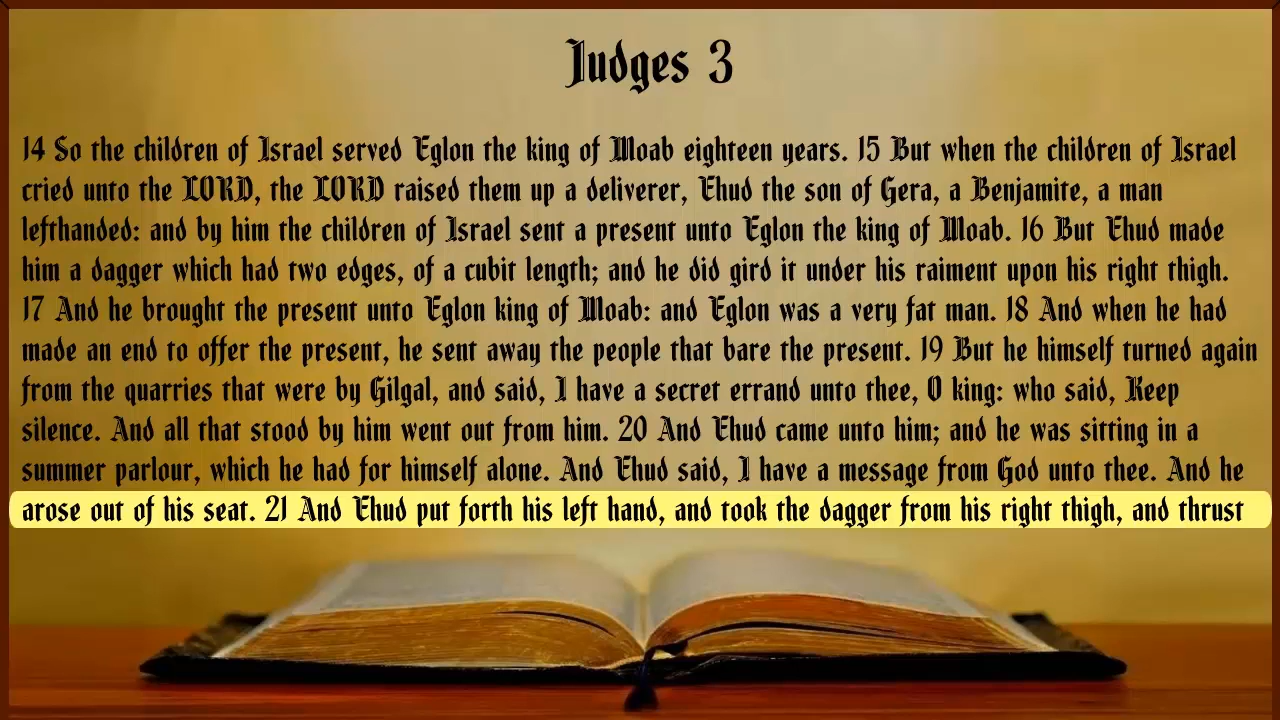 Judges 3
14 So the children of Israel served Eglon the king of Moab eighteen years. 15 But when the children of Israel
cried unto the LORD, the LORD raised them up a deliverer, Ehud the son of Gera, a Benjamite, a man
lefthanded: and by him the children of Israel sent a present unto Eglon the king of Moab. 16 But Ehud made
him a dagger which had two edges, of a cubit length; and he did gird it under his raiment upon his right thigh.
17 And he brought the present unto Eglon king of Moab: and Eglon was a very fat man. 18 And when he had
made an end to offer the present, he sent away the people that bare the present. 19 But he himself turned again
from the quarries that were by Gilgal, and said, I have a secret errand unto thee, O king: who said, Keep
silence. And all that stood by him went out from him. 20 And Ehud came unto him; and he was sitting in a
summer parlour, which he had for himself alone. And Ehud said, I have a message from God unto thee. And he
arose out of his seat. 21 And Ehud put forth his left hand, and took the dagger from his right thigh, and thrust